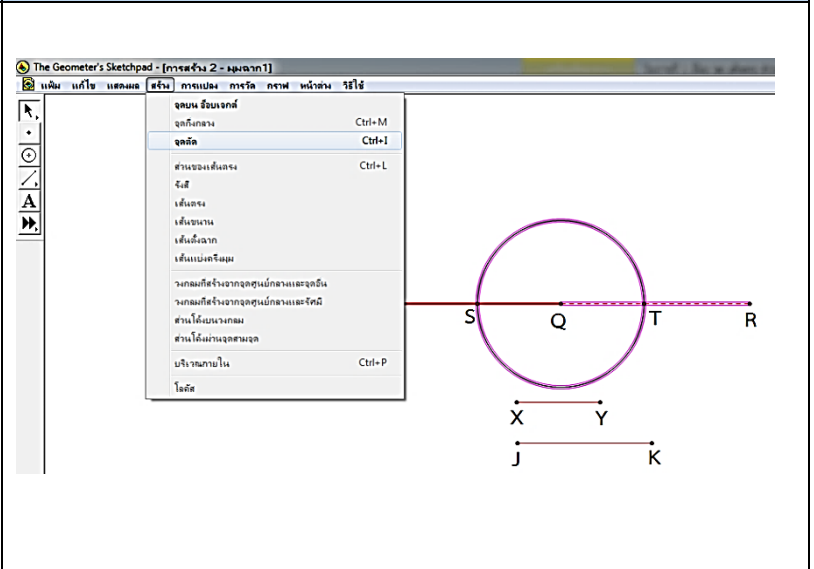 The Geometer's Sketchpad - [การสร้าง 2 - มุมฉาก1]
แฟ้ม แก้ไข แสดงผล สร้าง การแปลง การวัด กราฟ หน้าต่าง วิธีใช้
จุดบน อ็อบเจกต์
จุดกึ่งกลาง Ctrl+M
จุดตัด Ctrl+I
ส่วนของเส้นตรง Ctrl+L
รังสี
เส้นตรง
เส้นขนาน
เส้นตั้งฉาก
เส้นแบ่งครึ่งมุม
วงกลมที่สร้างจากจุดศูนย์กลางและจุดอื่น
วงกลมที่สร้างจากจุดศูนย์กลางและรัศมี
ส่วนโค้งบนวงกลม
ส่วนโค้งผ่านจุดสามจุด
บริเวณภายใน Ctrl+P
โลคัส
A
S Q T R
X Y
J K